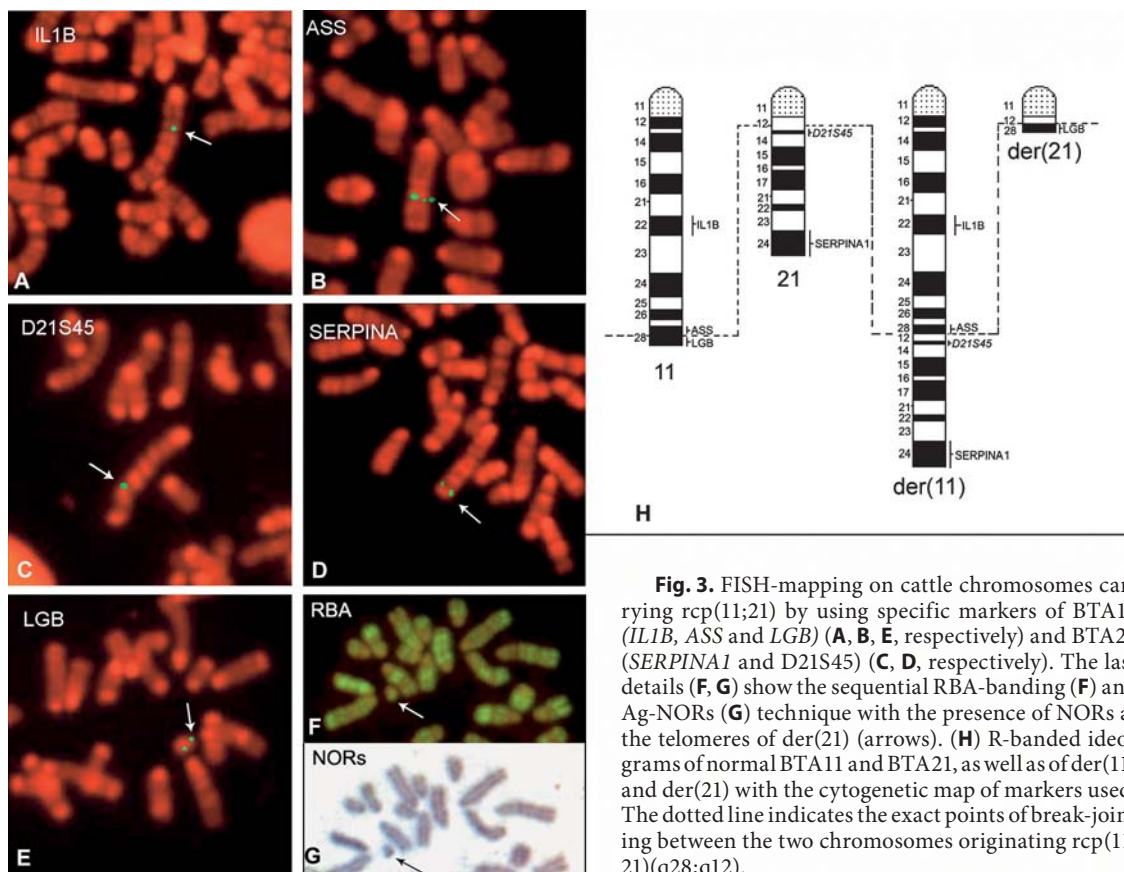 IL1B
A
ASS
B
D21S45
C
SERPINA
D
LGB
E
RBA
F
NORs
G
11
12
14
15
16
21
22
IL1B
23
24
25
26
ASS
28
LGB
11
11
12
D21S45
14
15
16
17
21
22
23
24
SERPINA1
21
11
12
14
15
16
21
22
IL1B
23
24
25
26
28
ASS
12
D21S45
14
15
16
17
21
22
23
24
SERPINA1
der(11)
11
12
28
LGB
der(21)
H
Fig. 3. FISH-mapping on cattle chromosomes car
rying rcp(11;21) by using specific markers of BTA1
(IL1B, ASS and LGB) (A, B, E, respectively) and BTA2
(SERPINA1 and D21S45) (C, D, respectively). The las
details (F, G) show the sequential RBA-banding (F) an
Ag-NORs (G) technique with the presence of NORs a
the telomeres of der(21) (arrows). (H) R-banded ideo
grams of normal BTA11 and BTA21, as well as of der(11
and der(21) with the cytogenetic map of markers used
The dotted line indicates the exact points of break-join
ing between the two chromosomes originating rcp(11
21)(q28;q12).